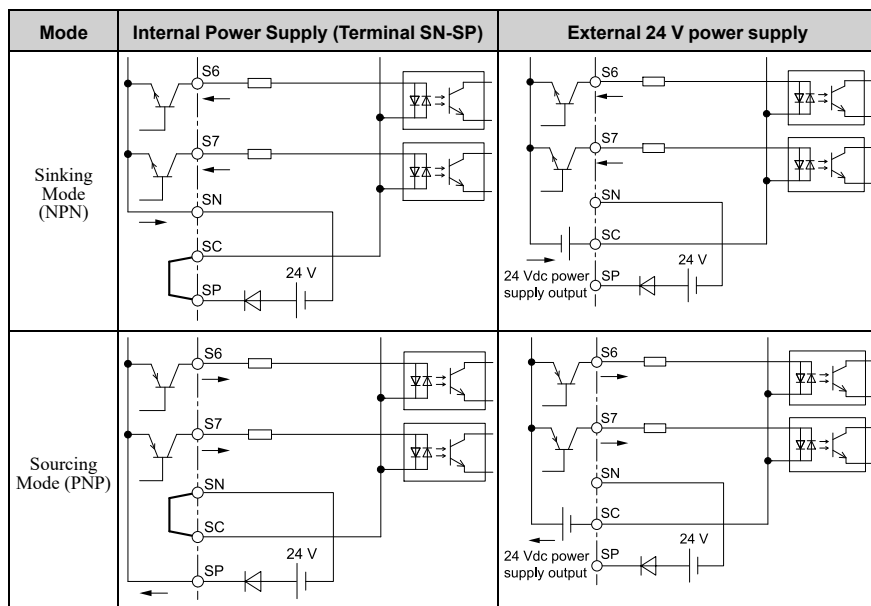 Mode
Internal Power Supply (Terminal SN-SP)
External 24 V power supply
Sinking
Mode
(NPN)
S6
S7
SN
SC
24 V
SP
S6
S7
SN
SC
24 V
24 Vdc power
supply output
SP
Sourcing
Mode (PNP)
S6
S7
SN
SC
24 V
SP
S6
S7
SN
SC
24 V
24 Vdc power
supply output
SP